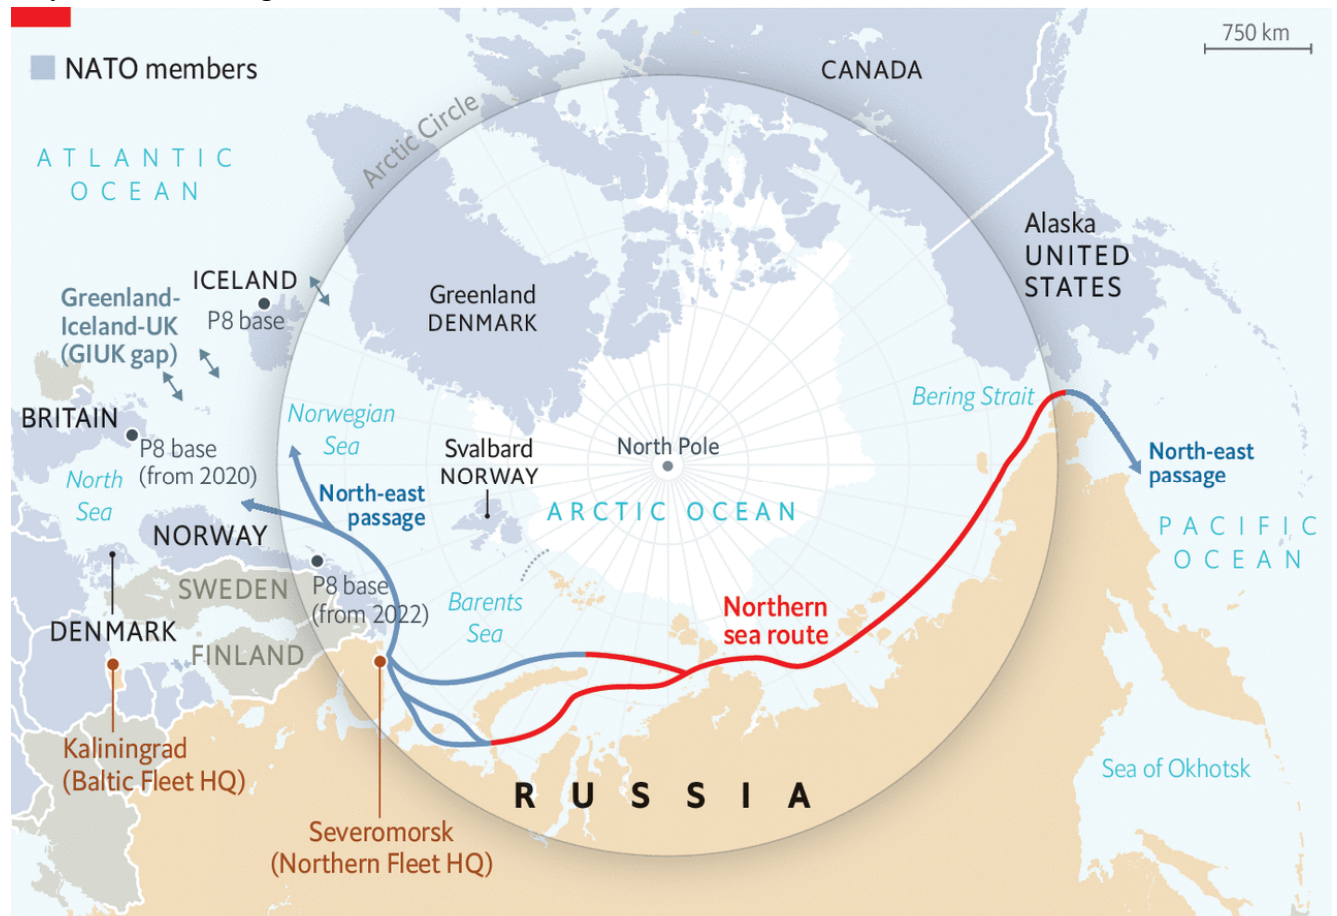 750 km
NATO members
CANADA
Arctic Circle
ATLANTIC
OCEAN
Alaska
UNITED
STATES
ICELAND
P8 base
Greenland-
Iceland-UK
(GIUK gap)
Greenland
DENMARK
Bering Strait
BRITAIN
P8 base
(from 2020)
Norwegian
Sea
Svalbard
NORWAY
North Pole
North-east
passage
North
Sea
North-east
passage
ARCTIC OCEAN
PACIFIC
OCEAN
NORWAY
SWEDEN
P8 base
(from 2022)
Barents
Sea
Northern
sea route
DENMARK
FINLAND
Kaliningrad
(Baltic Fleet HQ)
RUSSIA
Sea of Okhotsk
Severomorsk
(Northern Fleet HQ)